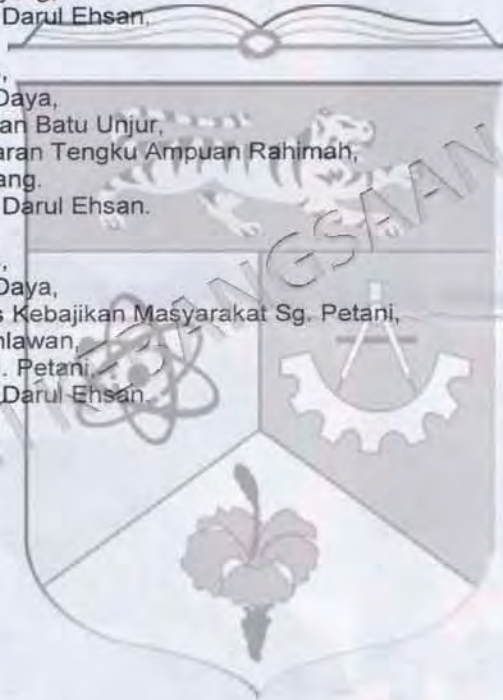 Darul Ehsan,
Daya,
an Batu Unjur,
aran Tengku Ampuan Rahimah,
ang.
Darul Ehsan.
Daya,
s Kebajikan Masyarakat Sg. Petani,
hlawan,
. Petani,
Darul Ehsan.
ANGSAAN